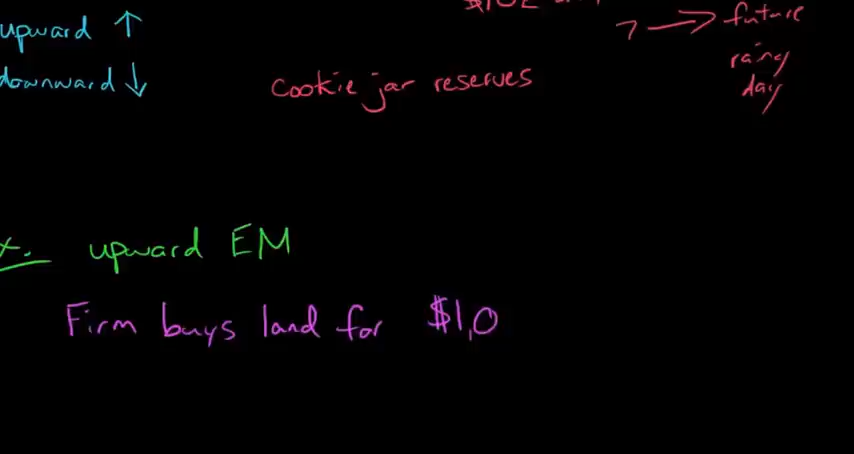 upward ↑
future
rainy
downward ↓
cookie jar reserves
day
upward EM
Firm buys land for $1,0